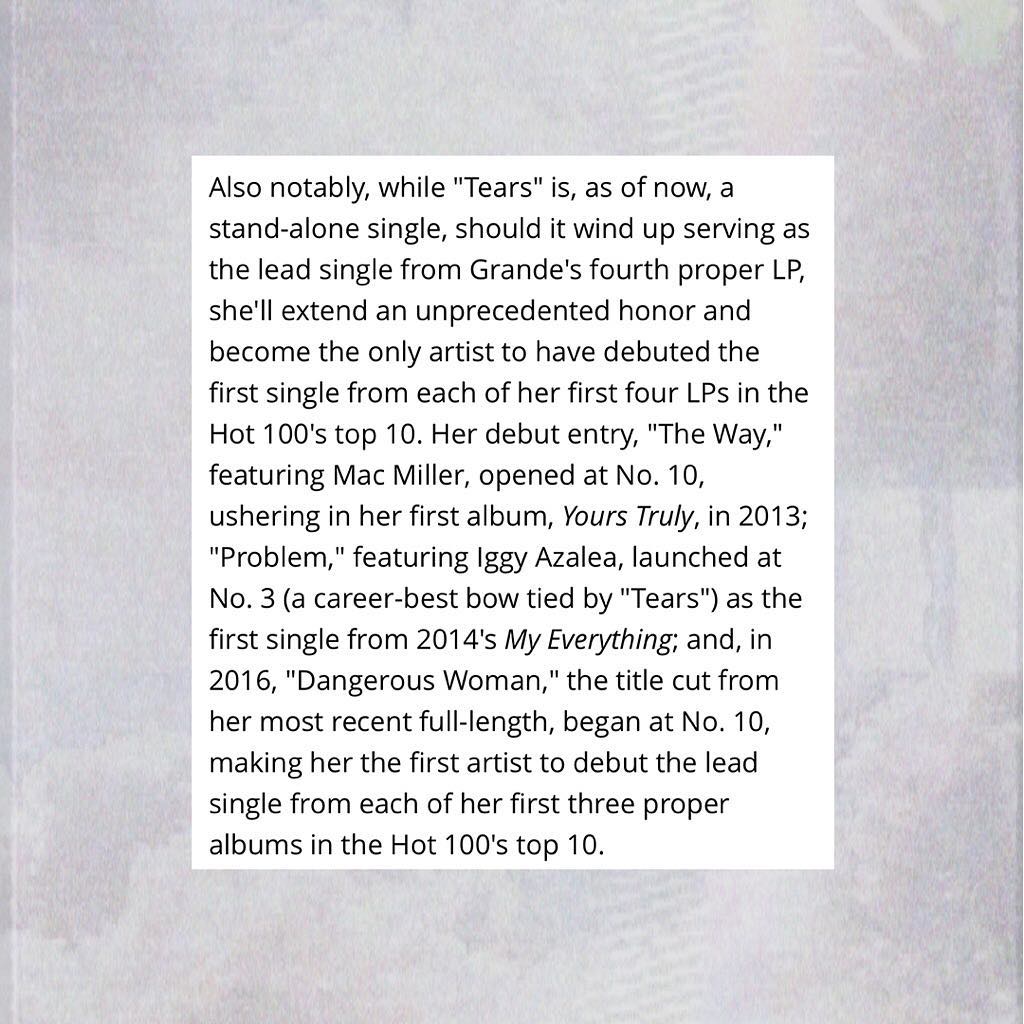 Also notably, while "Tears" is, as of now, a
stand-alone single, should it wind up serving as
the lead single from Grande's fourth proper LP,
she'll extend an unprecedented honor and
become the only artist to have debuted the
first single from each of her first four LPs in the
Hot 100's top 10. Her debut entry, "The Way,"
featuring Mac Miller, opened at No. 10,
ushering in her first album, Yours Truly, in 2013;
"Problem," featuring Iggy Azalea, launched at
No. 3 (a career-best bow tied by "Tears") as the
first single from 2014's My Everything; and, in
2016, "Dangerous Woman," the title cut from
her most recent full-length, began at No. 10,
making her the first artist to debut the lead
single from each of her first three proper
albums in the Hot 100's top 10.